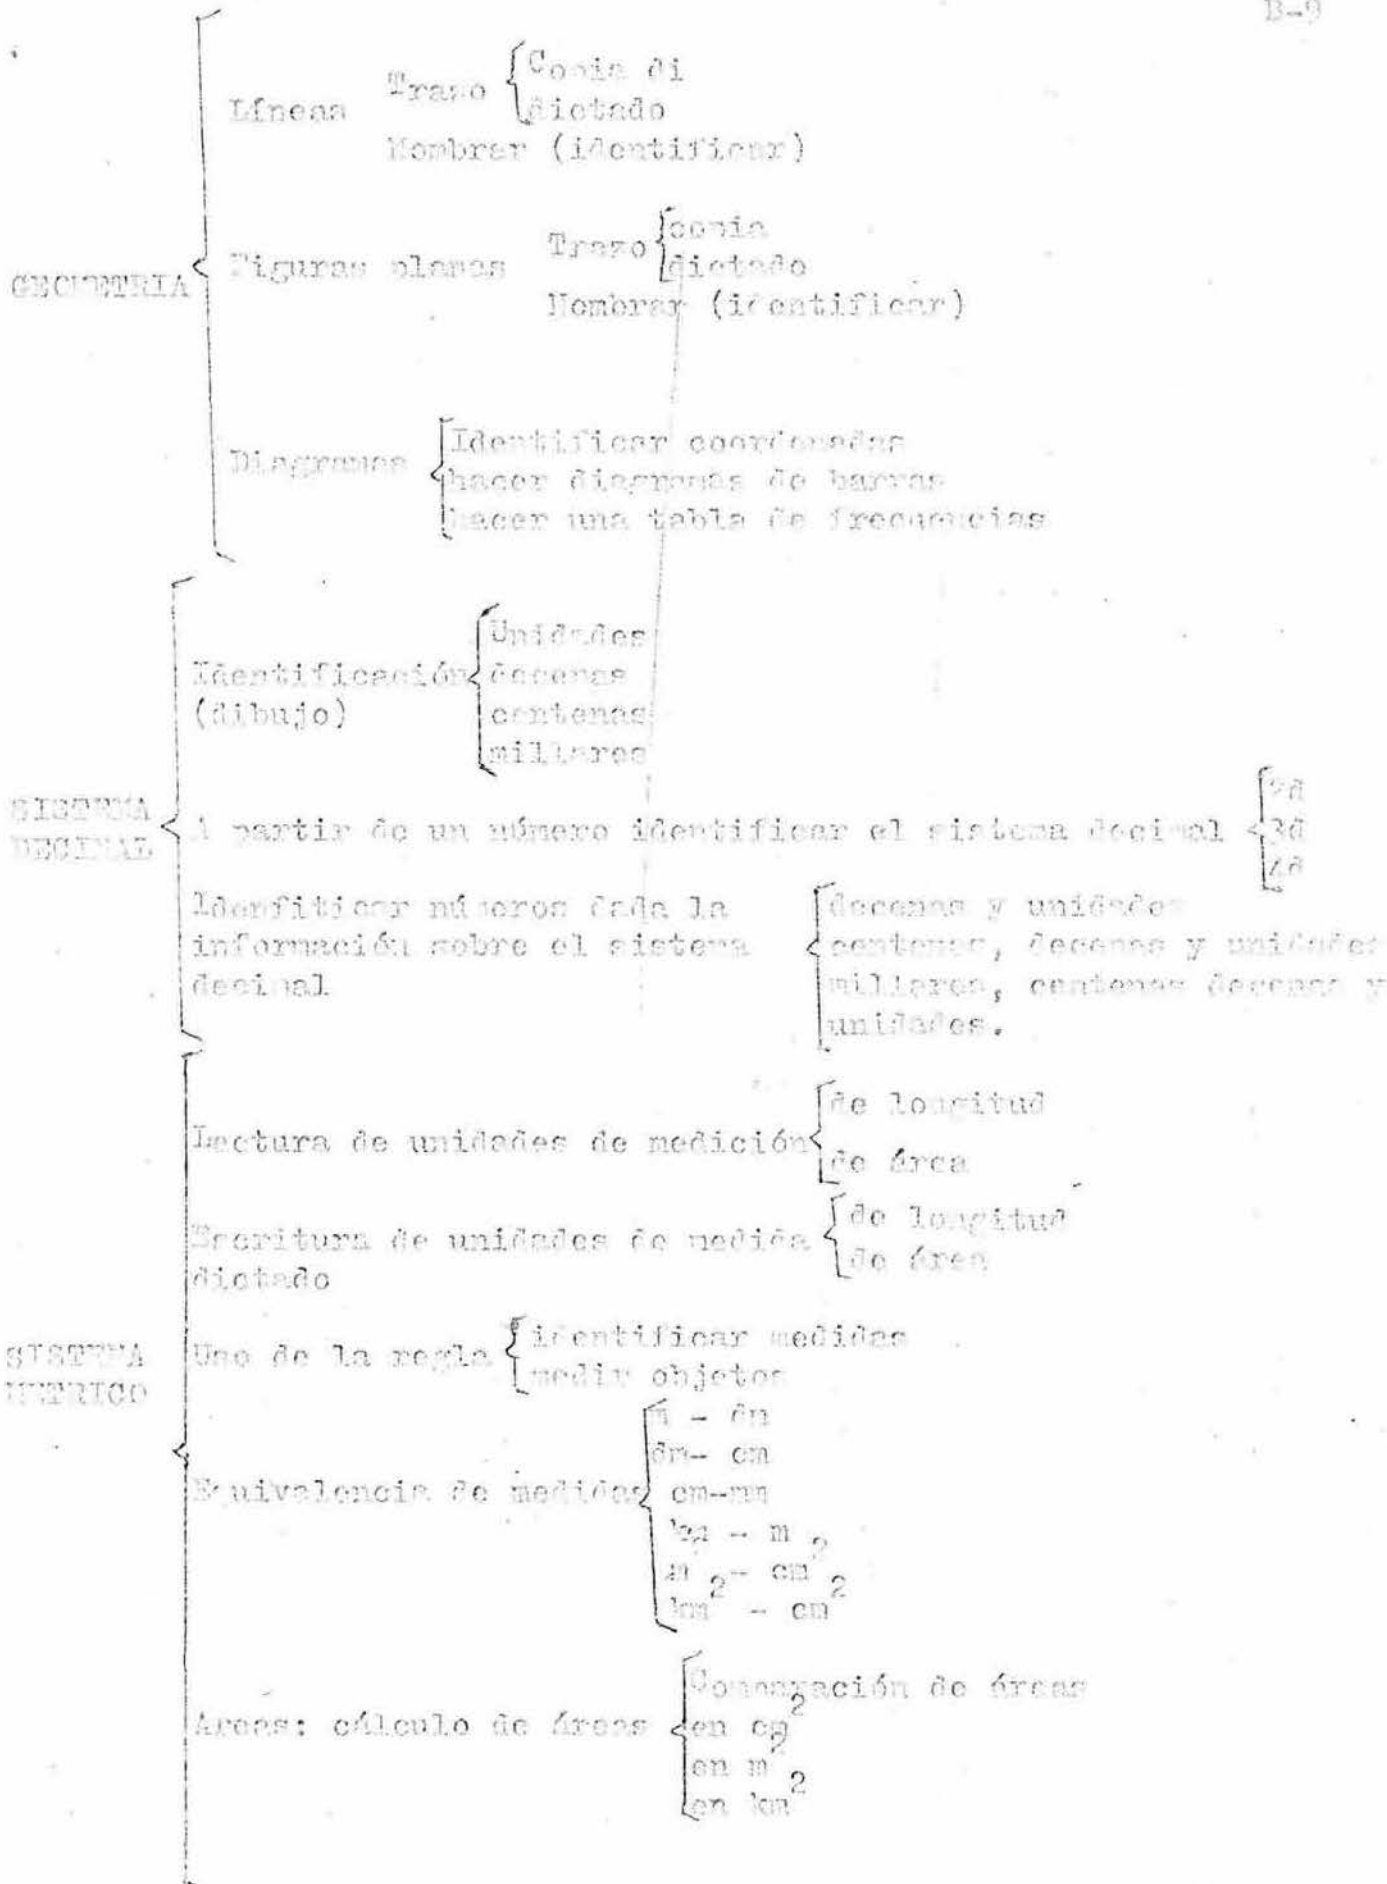 B-9
GEOMETRIA
Líneas
Trazo
Copia di
dictado
Nombrar (identificar)
Figuras planas
Trazo
copia
dictado
Nombrar (identificar)
Diagramas
Identificar coordenadas
hacer diagramas de barras
hacer una tabla de frecuencias
SISTEMA
DECIMAL
Identificación
(dibujo)
Unidades
decenas
centenas
millares
A partir de un número identificar el sistema decimal
2d
3d
4d
Idenfiticar números dada la
información sobre el sistema
decimal
decenas y unidades
centenas, decenas y unidades
millares, centenas decenas y
unidades.
SISTEMA
METRICO
Lectura de unidades de medición
de longitud
de área
Escritura de unidades de medida
dictado
de longitud
de área
Uso de la regla
identificar medidas
medir objetos
Equivalencia de medidas
m - dm
dm- cm
cm-mm
km - m
m² - cm²
km² - cm²
Areas: cálculo de áreas
Comparación de áreas
en cm²
en m²
en km²